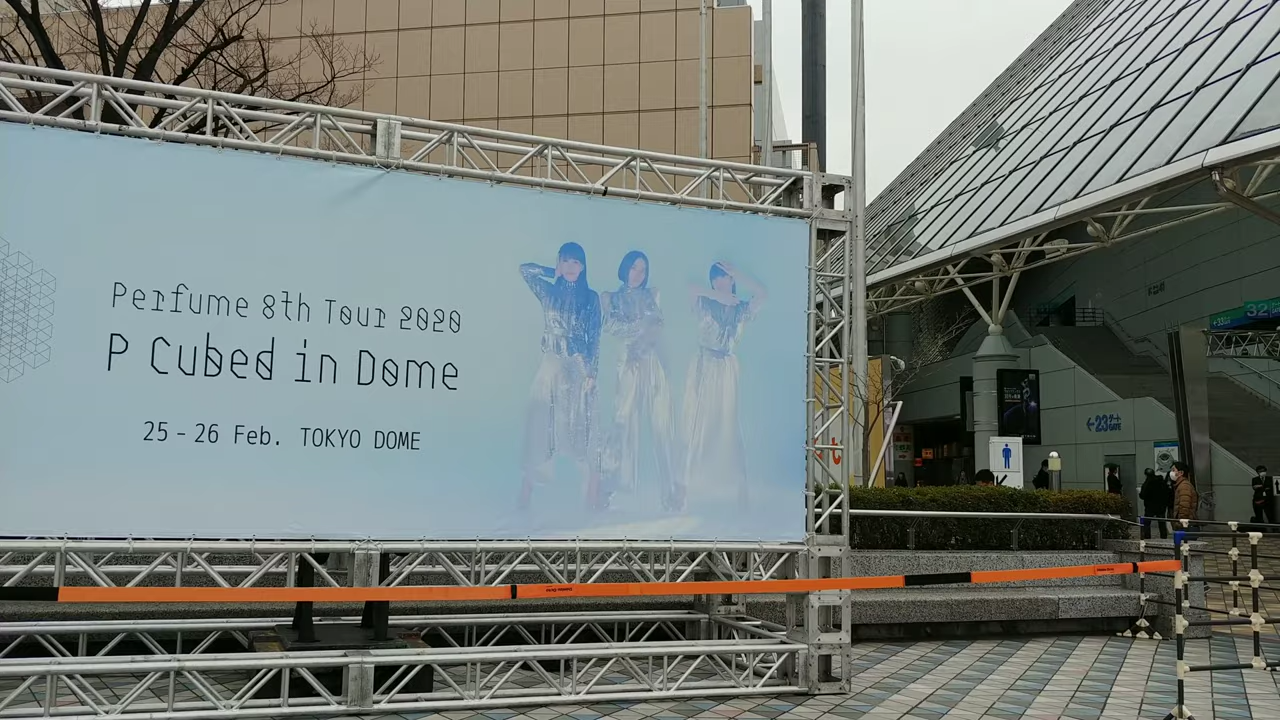 Perfume 8th Tour 2020
P Cubed in Dome
25 - 26 Feb. TOKYO DOME
32
←23ゲート
GATE